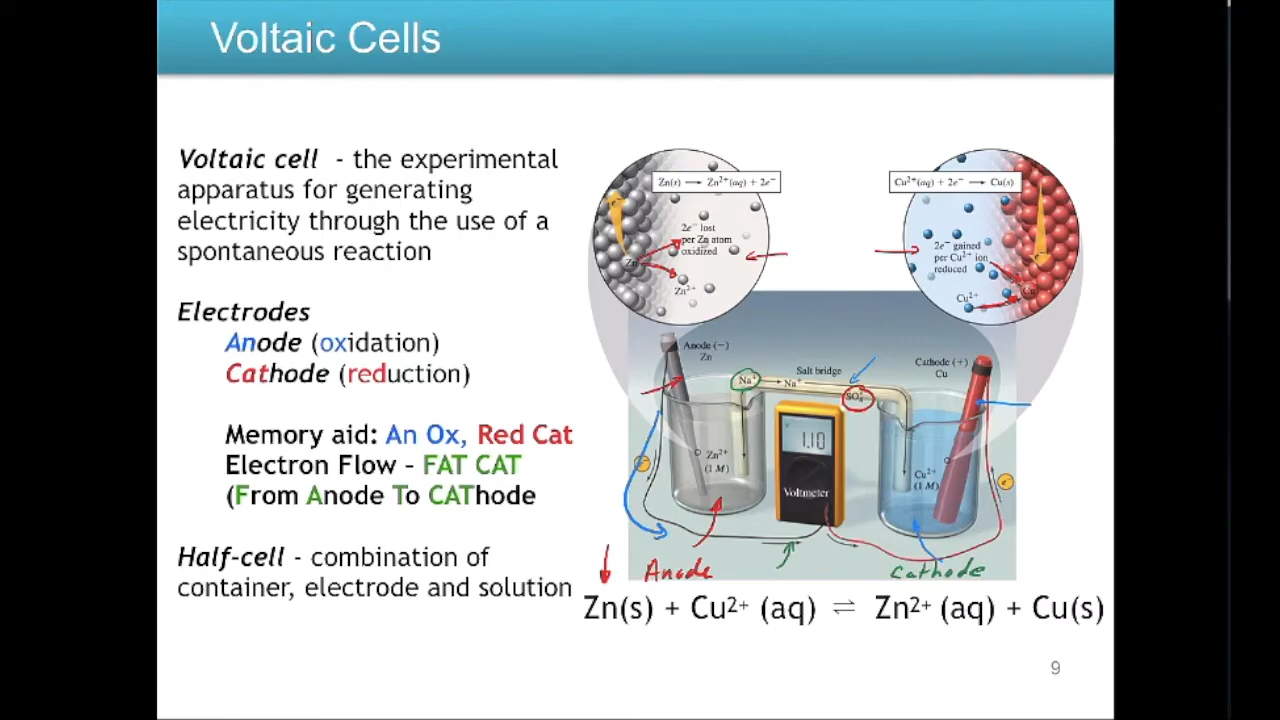 Voltaic Cells
Voltaic cell - the experimental
apparatus for generating
electricity through the use of a
spontaneous reaction
Electrodes
Anode (oxidation)
Cathode (reduction)
Memory aid: An Ox, Red Cat
Electron Flow – FAT CAT
(From Anode To CAThode
Half-cell - combination of
container, electrode and solution
Zn(s) → Zn²⁺(aq) + 2e⁻
2e⁻ lost
per Zn atom
oxidized
Zn
Zn²⁺
Cu²⁺(aq) + 2e⁻ → Cu(s)
2e⁻ gained
per Cu²⁺ ion
reduced
Cu²⁺
Cu
Anode (−)
Zn
Na⁺
Na⁺
Salt bridge
SO₄²⁻
Cathode (+)
Cu
Zn²⁺
(1 M)
1.10
Voltmeter
Cu²⁺
(1 M)
e⁻
e⁻
Anode
Cathode
Zn(s) + Cu²⁺ (aq) ⇌ Zn²⁺ (aq) + Cu(s)
9